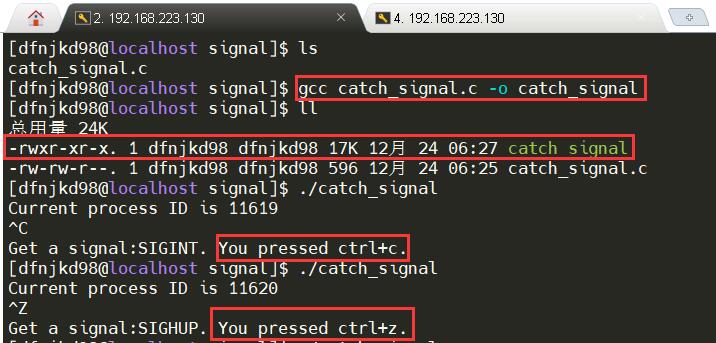 2. 192.168.223.130
4. 192.168.223.130
[dfnjkd98@localhost signal]$ ls
catch_signal.c
[dfnjkd98@localhost signal]$ gcc catch_signal.c -o catch_signal
[dfnjkd98@localhost signal]$ ll
总用量 24K
-rwxr-xr-x. 1 dfnjkd98 dfnjkd98 17K 12月 24 06:27 catch_signal
-rw-rw-r--. 1 dfnjkd98 dfnjkd98 596 12月 24 06:25 catch_signal.c
[dfnjkd98@localhost signal]$ ./catch_signal
Current process ID is 11619
^C
Get a signal:SIGINT. You pressed ctrl+c.
[dfnjkd98@localhost signal]$ ./catch_signal
Current process ID is 11620
^Z
Get a signal:SIGHUP. You pressed ctrl+z.